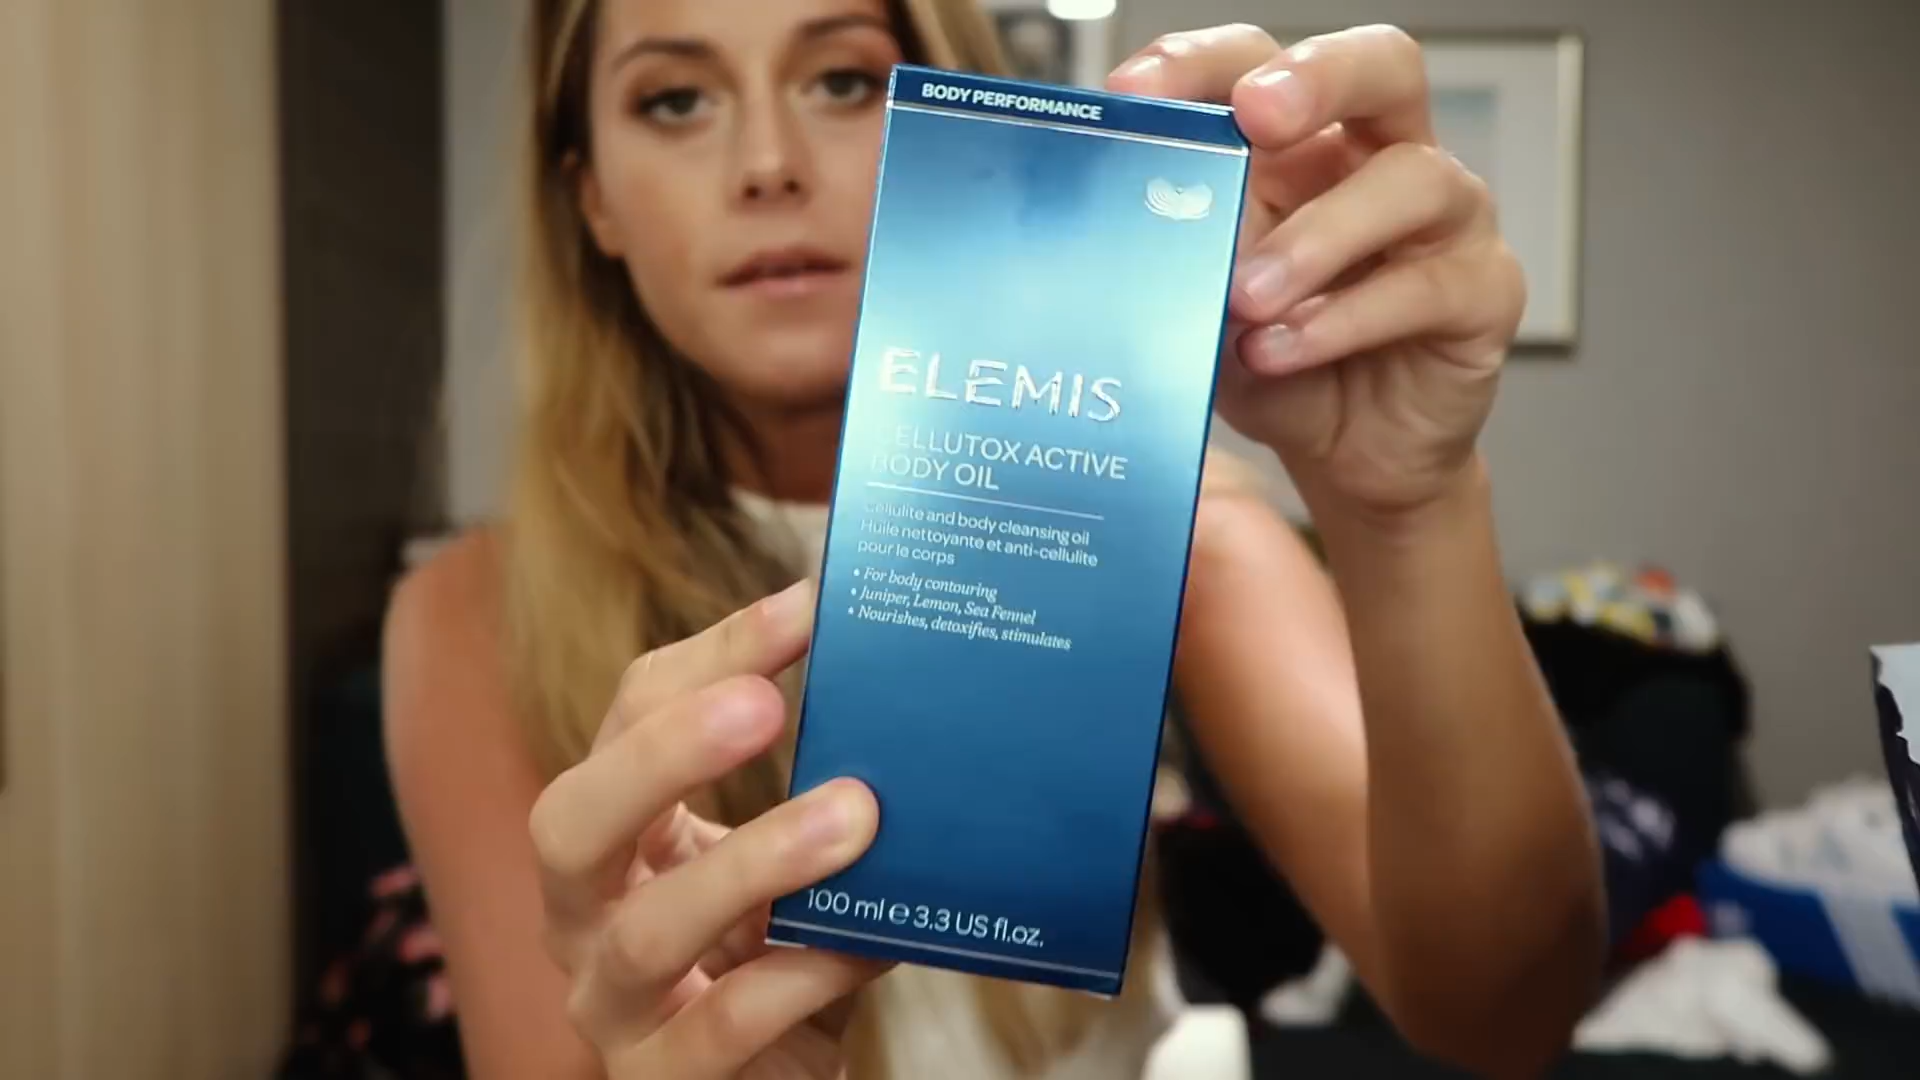 BODY PERFORMANCE
ELEMIS
CELLUTOX ACTIVE
BODY OIL
Cellulite and body cleansing oil
Huile nettoyante et anti-cellulite
pour le corps
• For body contouring
• Juniper, Lemon, Sea Fennel
• Nourishes, detoxifies, stimulates
100 ml e 3.3 US fl.oz.